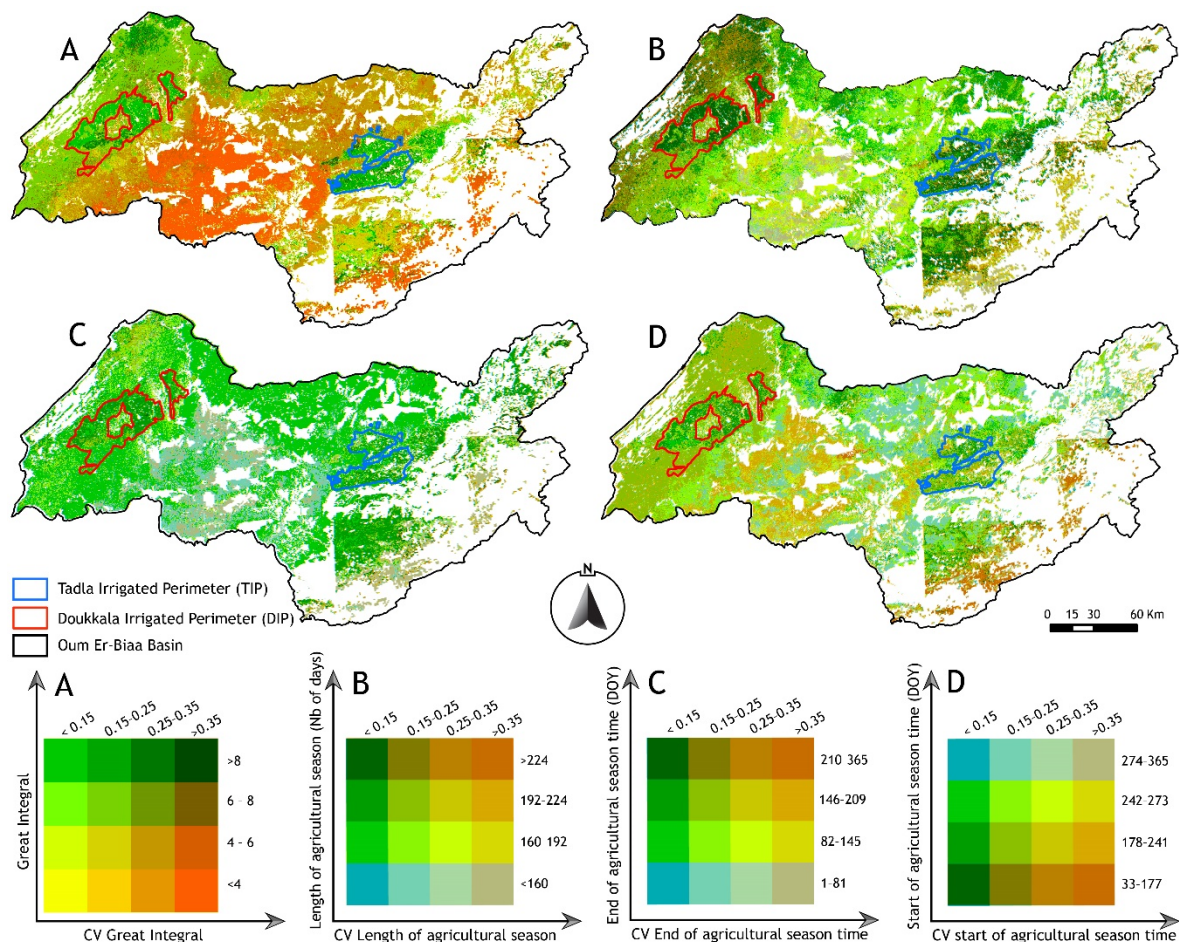 A
B
C
D
Tadla Irrigated Perimeter (TIP)
Doukkala Irrigated Perimeter (DIP)
Oum Er-Biaa Basin
N
0 15 30 60 Km
A
Great Integral
< 0.15 0.15-0.25 0.25-0.35 >0.35
>8
6 - 8
4 - 6
<4
CV Great Integral
B
Length of agricultural season (Nb of days)
< 0.15 0.15-0.25 0.25-0.35 >0.35
>224
192-224
160-192
<160
CV Length of agricultural season
C
End of agricultural season time (DOY)
< 0.15 0.15-0.25 0.25-0.35 >0.35
210-365
146-209
82-145
1-81
CV End of agricultural season time
D
Start of agricultural season time (DOY)
< 0.15 0.15-0.25 0.25-0.35 >0.35
274-365
242-273
178-241
33-177
CV start of agricultural season time